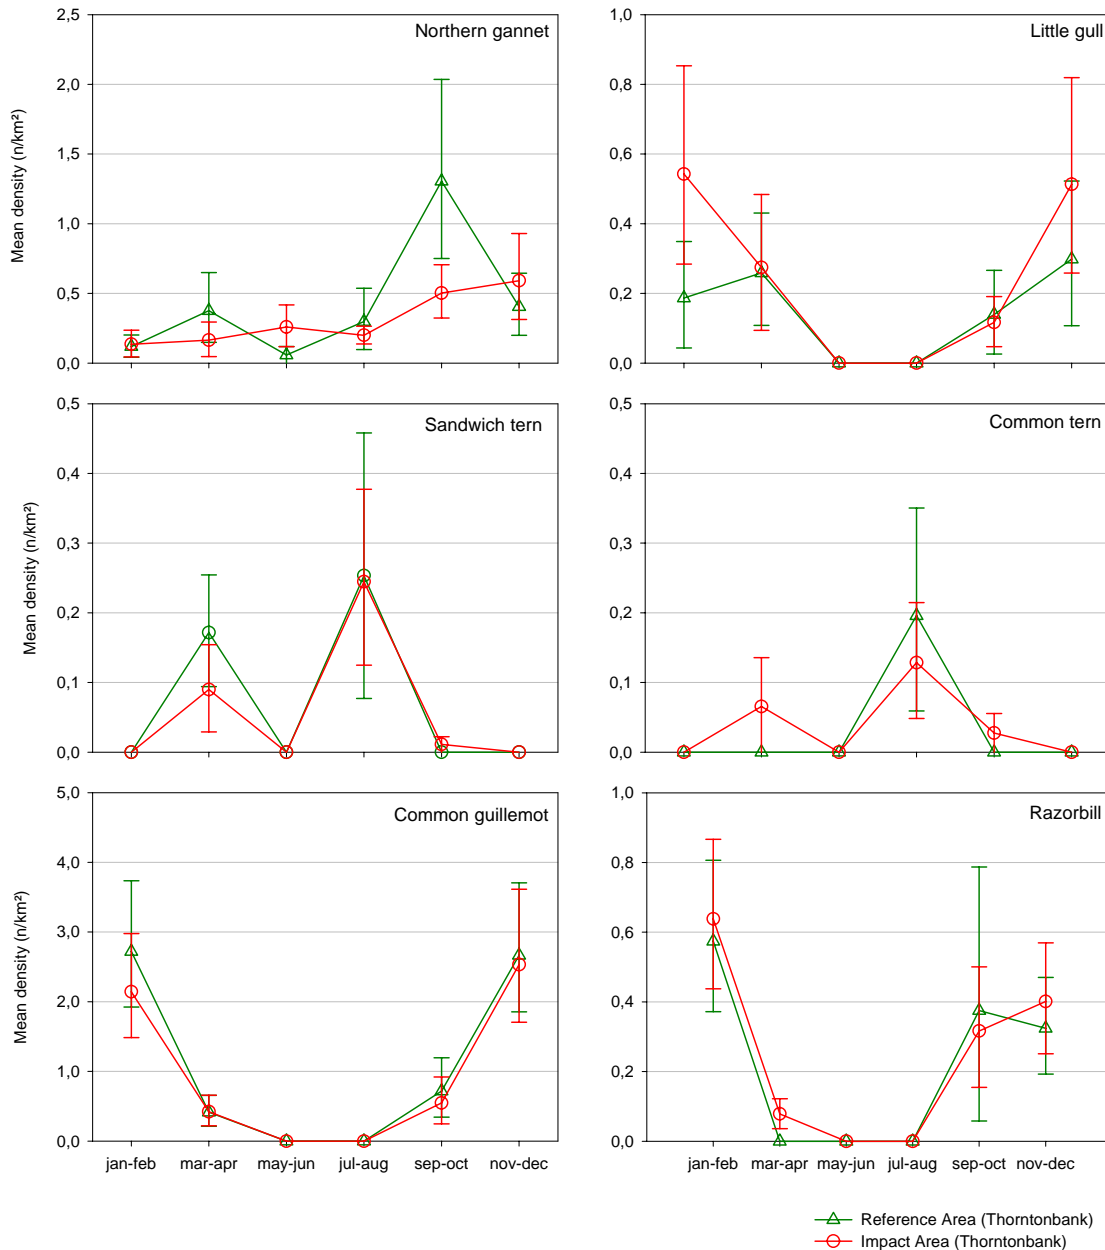 Northern gannet
Mean density (n/km²)
2,5
2,0
1,5
1,0
0,5
0,0
Little gull
1,0
0,8
0,6
0,4
0,2
0,0
Sandwich tern
Mean density (n/km²)
0,5
0,4
0,3
0,2
0,1
0,0
Common tern
0,5
0,4
0,3
0,2
0,1
0,0
Common guillemot
Mean density (n/km²)
5,0
4,0
3,0
2,0
1,0
0,0
jan-feb mar-apr may-jun jul-aug sep-oct nov-dec
Razorbill
1,0
0,8
0,6
0,4
0,2
0,0
jan-feb mar-apr may-jun jul-aug sep-oct nov-dec
Reference Area (Thorntonbank)
Impact Area (Thorntonbank)